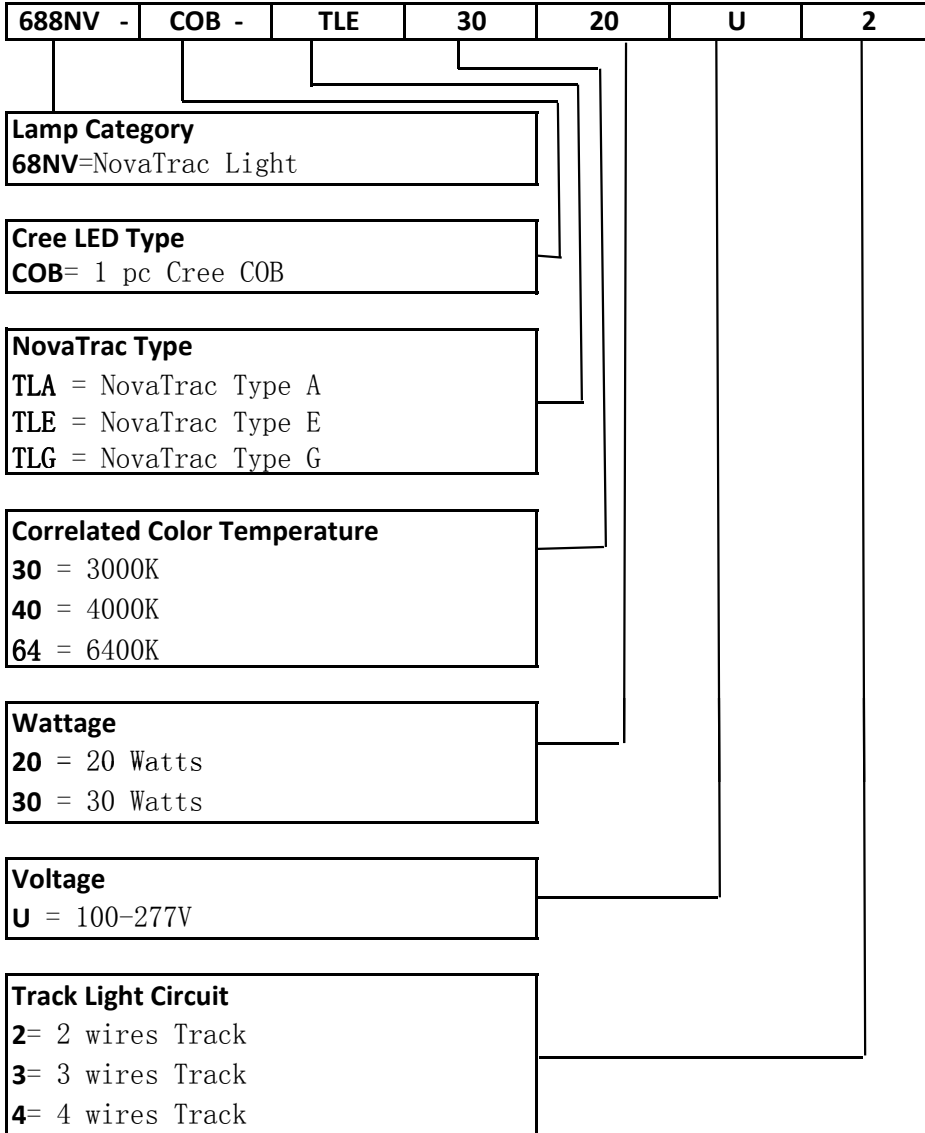 688NV - COB - TLE 30 20 U 2
Lamp Category
68NV=NovaTrac Light
Cree LED Type
COB= 1 pc Cree COB
NovaTrac Type
TLA = NovaTrac Type A
TLE = NovaTrac Type E
TLG = NovaTrac Type G
Correlated Color Temperature
30 = 3000K
40 = 4000K
64 = 6400K
Wattage
20 = 20 Watts
30 = 30 Watts
Voltage
U = 100-277V
Track Light Circuit
2= 2 wires Track
3= 3 wires Track
4= 4 wires Track